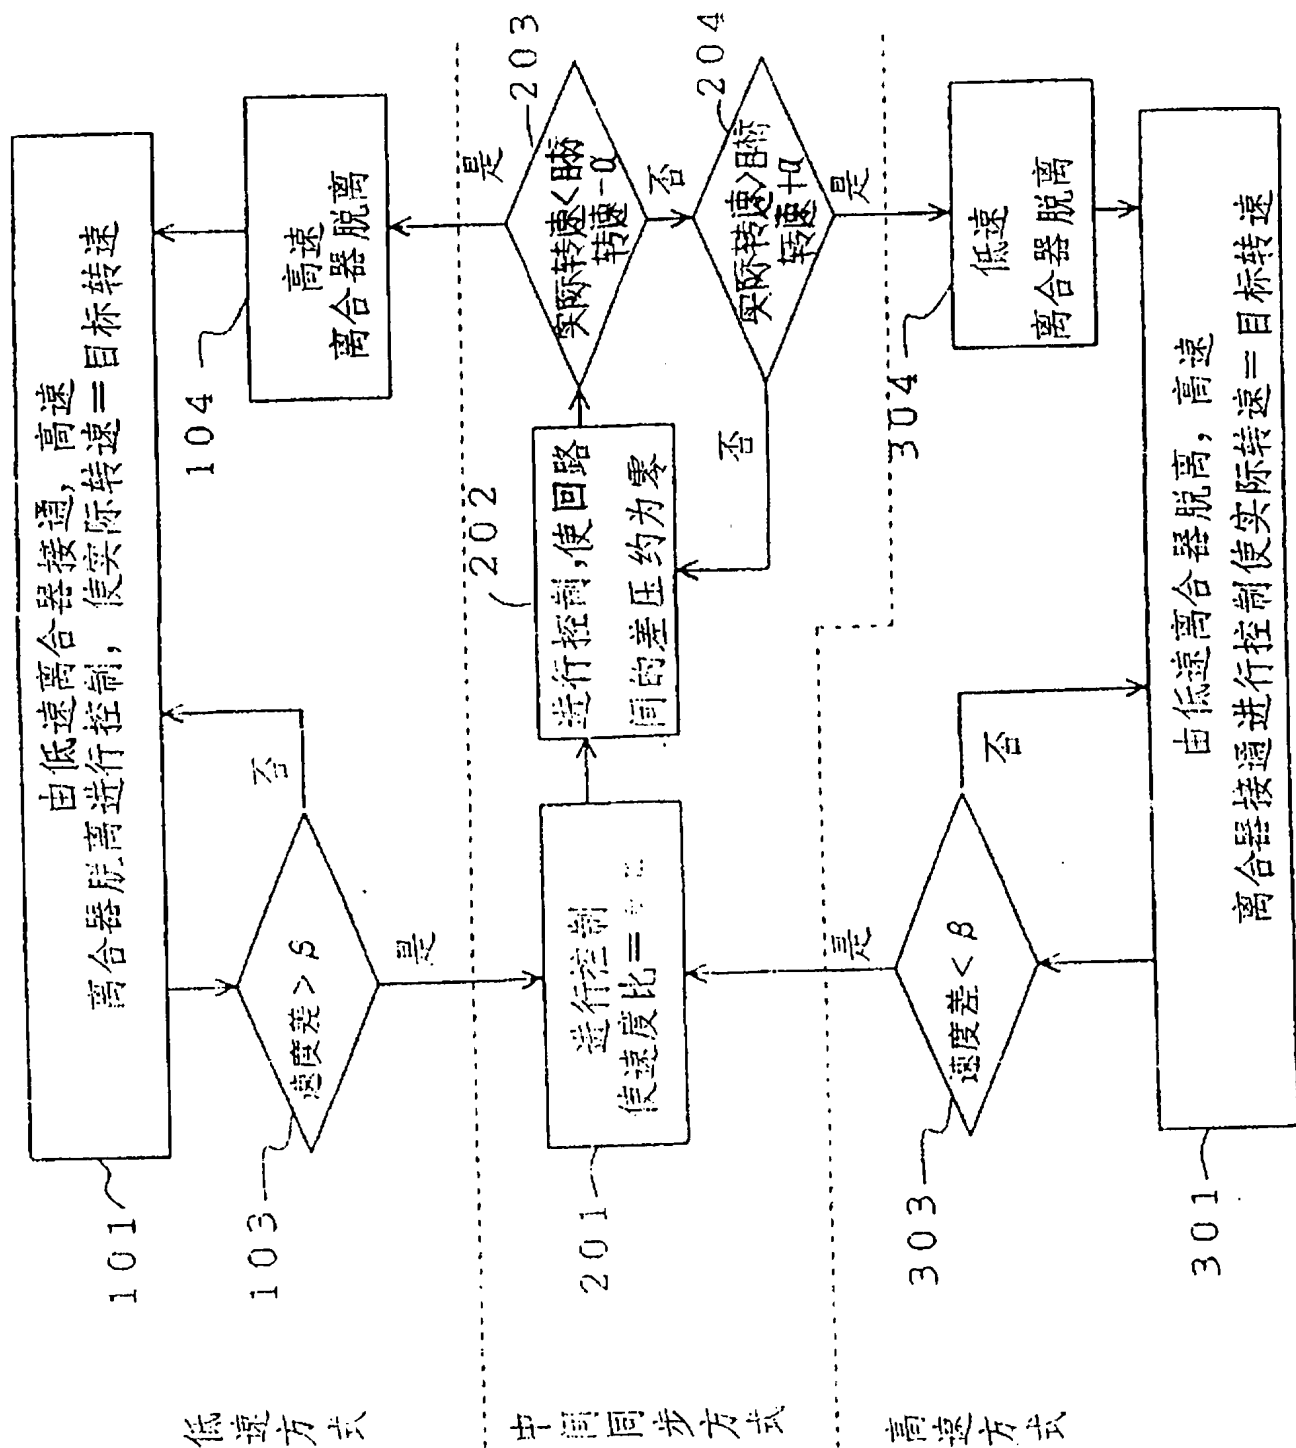 低速方式
101
由低速离合器接通，高速
离合器脱离进行控制，使实际转速=目标转速
103
速度差>β
否
是
104
高速
离合器脱离
中间同步方式
201
进行控制
使速度比=
202
进行控制，使回路
间的差压约为零
203
实际转速<目标
转速-α
是
否
204
实际转速>目标
转速+α
否
是
高速方式
303
速度差<β
是
否
304
低速
离合器脱离
301
由低速离合器脱离，高速
离合器接通进行控制使实际转速=目标转速